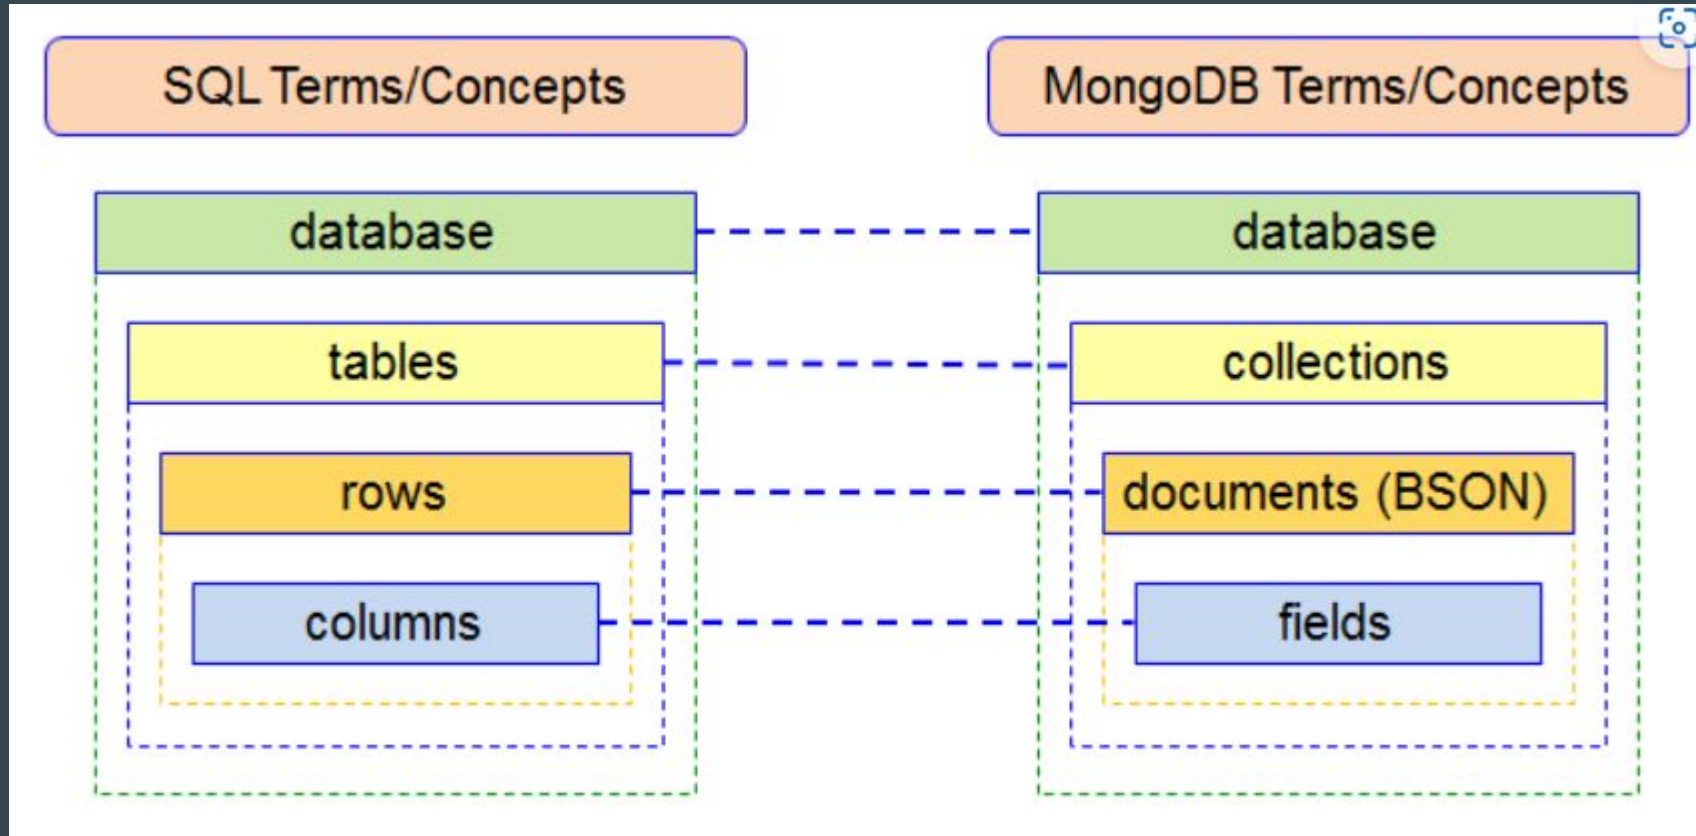 SQL Terms/Concepts
MongoDB Terms/Concepts
database
database
tables
collections
rows
documents (BSON)
columns
fields